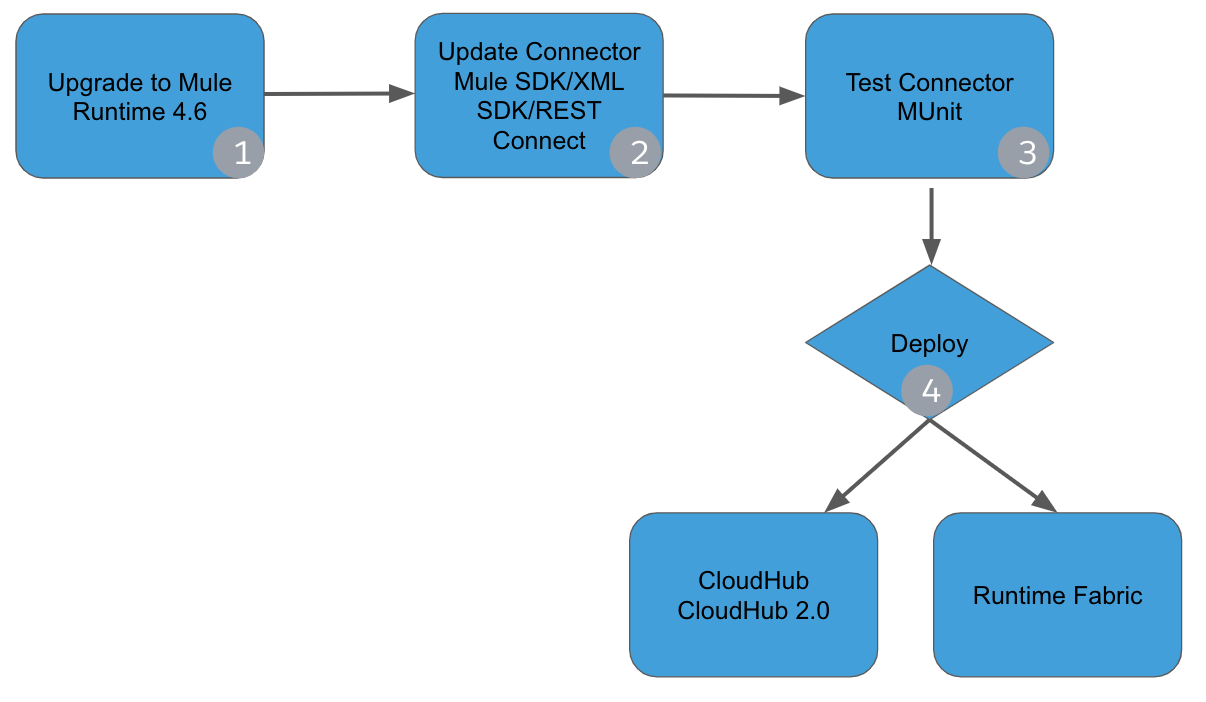 Upgrade to Mule
Runtime 4.6
1
Update Connector
Mule SDK/XML
SDK/REST
Connect
2
Test Connector
MUnit
3
Deploy
4
CloudHub
CloudHub 2.0
Runtime Fabric